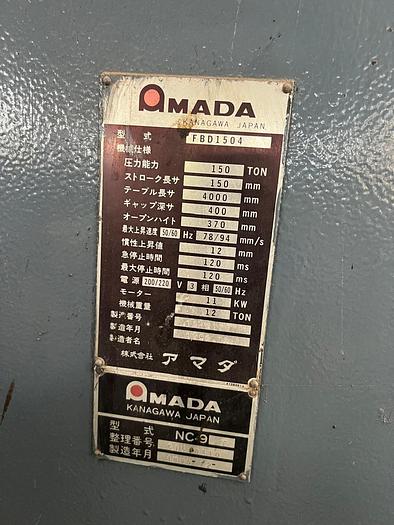 AMADA
KANAGAWA JAPAN
型式 FBD1504
機械仕様
圧力能力 150 TON
ストローク長サ 150 mm
テーブル長サ 4000 mm
ギャップ深サ 400 mm
オープンハイト 370 mm
最大上昇速度 50/60 Hz 78/94 mm/s
慣性上昇値 12 mm
急停止時間 120 ms
最大停止時間 120 ms
電源 200/220 V 3 相 50/60 Hz
モーター 11 KW
機械重量 12 TON
製造番号
製造年月
製造者名
株式会社 アマダ
AMADA
KANAGAWA JAPAN
型式 NC-9
整理番号
製造年月